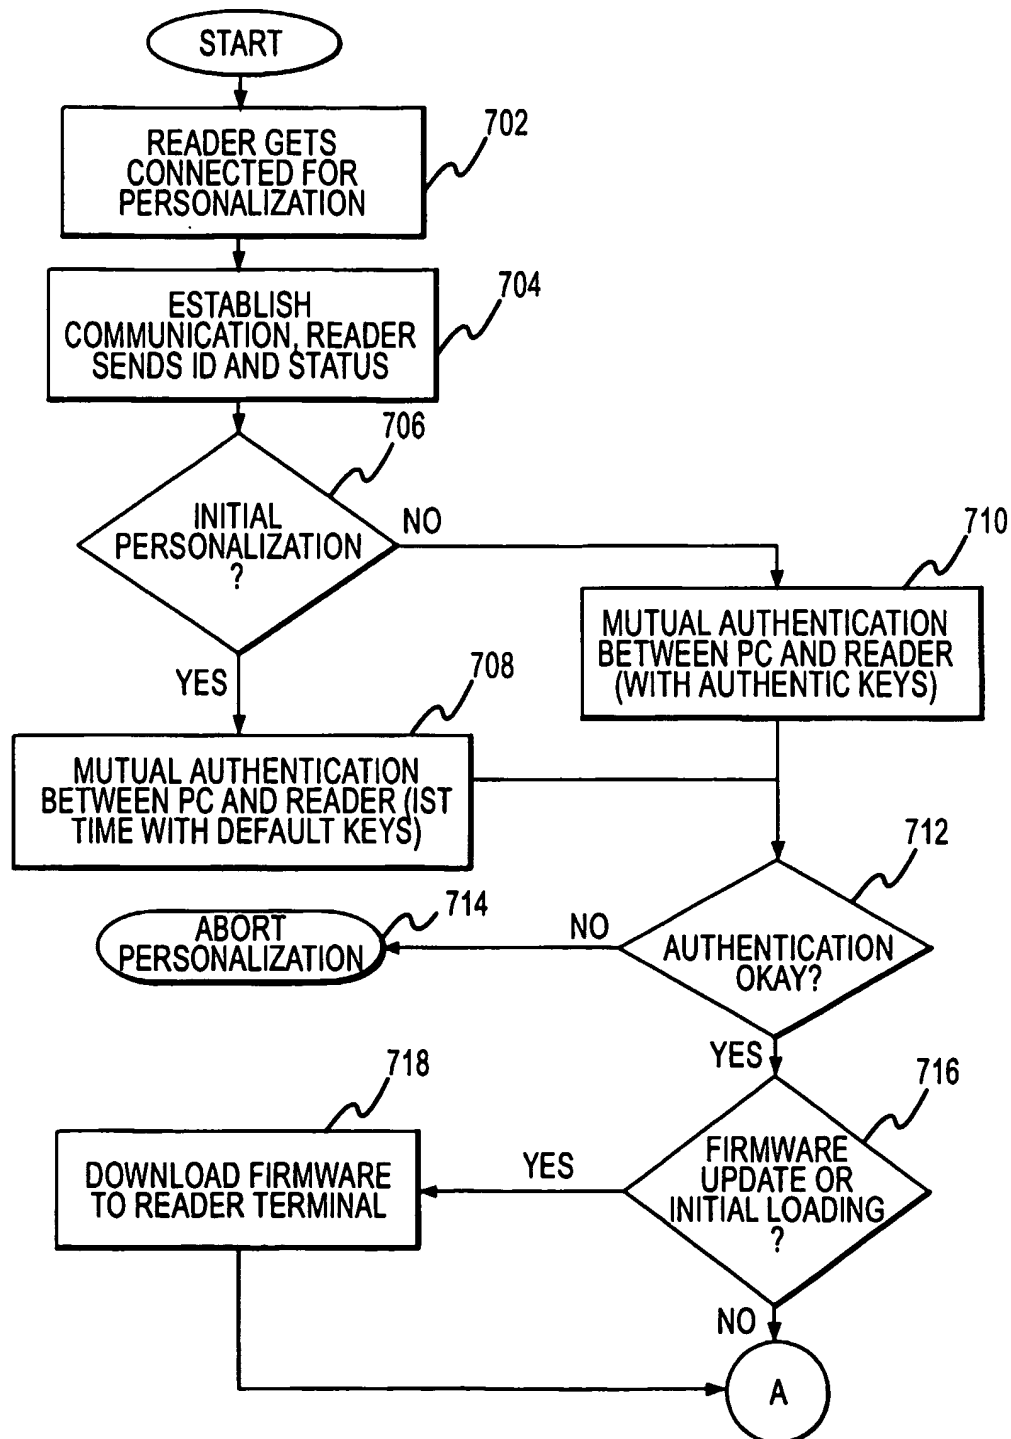 START
READER GETS
CONNECTED FOR
PERSONALIZATION
702
ESTABLISH
COMMUNICATION, READER
SENDS ID AND STATUS
704
706
INITIAL
PERSONALIZATION
?
NO
710
MUTUAL AUTHENTICATION
BETWEEN PC AND READER
(WITH AUTHENTIC KEYS)
YES
708
MUTUAL AUTHENTICATION
BETWEEN PC AND READER (IST
TIME WITH DEFAULT KEYS)
712
AUTHENTICATION
OKAY?
NO
714
ABORT
PERSONALIZATION
YES
716
FIRMWARE
UPDATE OR
INITIAL LOADING
?
YES
718
DOWNLOAD FIRMWARE
TO READER TERMINAL
NO
A